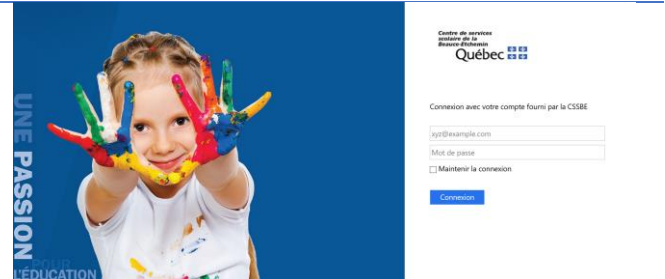 UNE PASSION
POUR
L'ÉDUCATION
Centre de services
scolaire de la
Beauce-Etchemin
Québec
Connexion avec votre compte fourni par la CSSBE
xyz@example.com
Mot de passe
Maintenir la connexion
Connexion